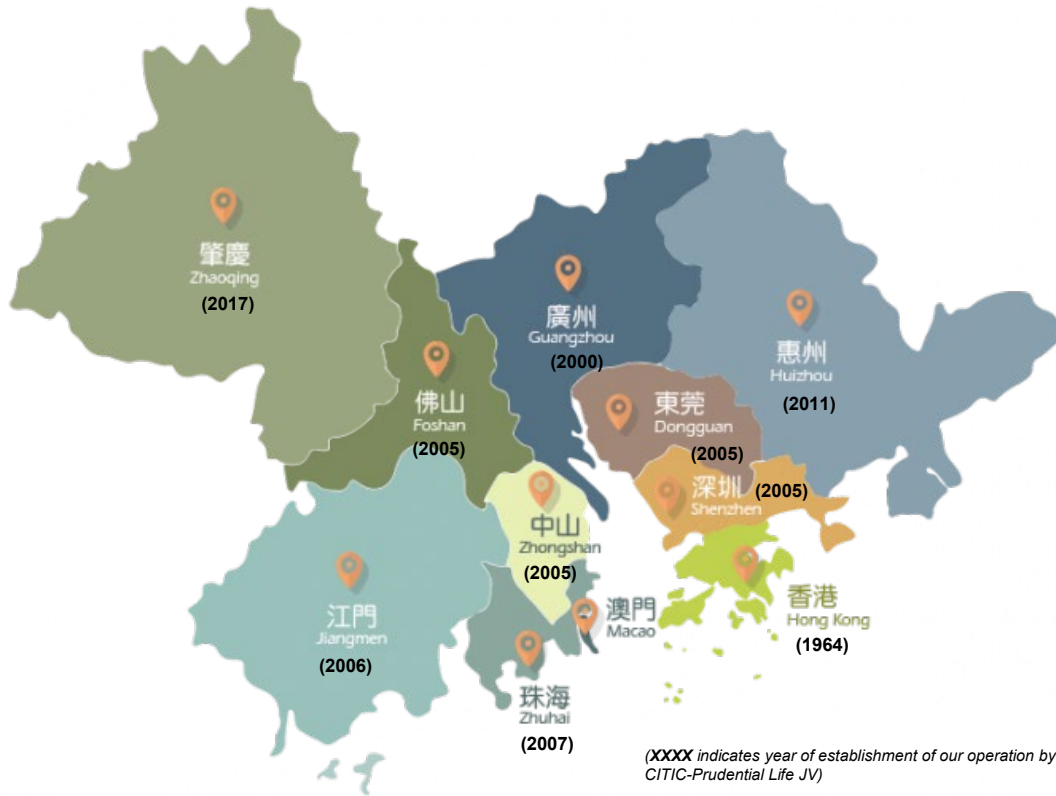 肇慶
Zhaoqing
(2017)
廣州
Guangzhou
(2000)
惠州
Huizhou
(2011)
佛山
Foshan
(2005)
東莞
Dongguan
(2005)
深圳
Shenzhen
(2005)
中山
Zhongshan
(2005)
江門
Jiangmen
(2006)
澳門
Macao
香港
Hong Kong
(1964)
珠海
Zhuhai
(2007)
(XXXX indicates year of establishment of our operation by
CITIC-Prudential Life JV)